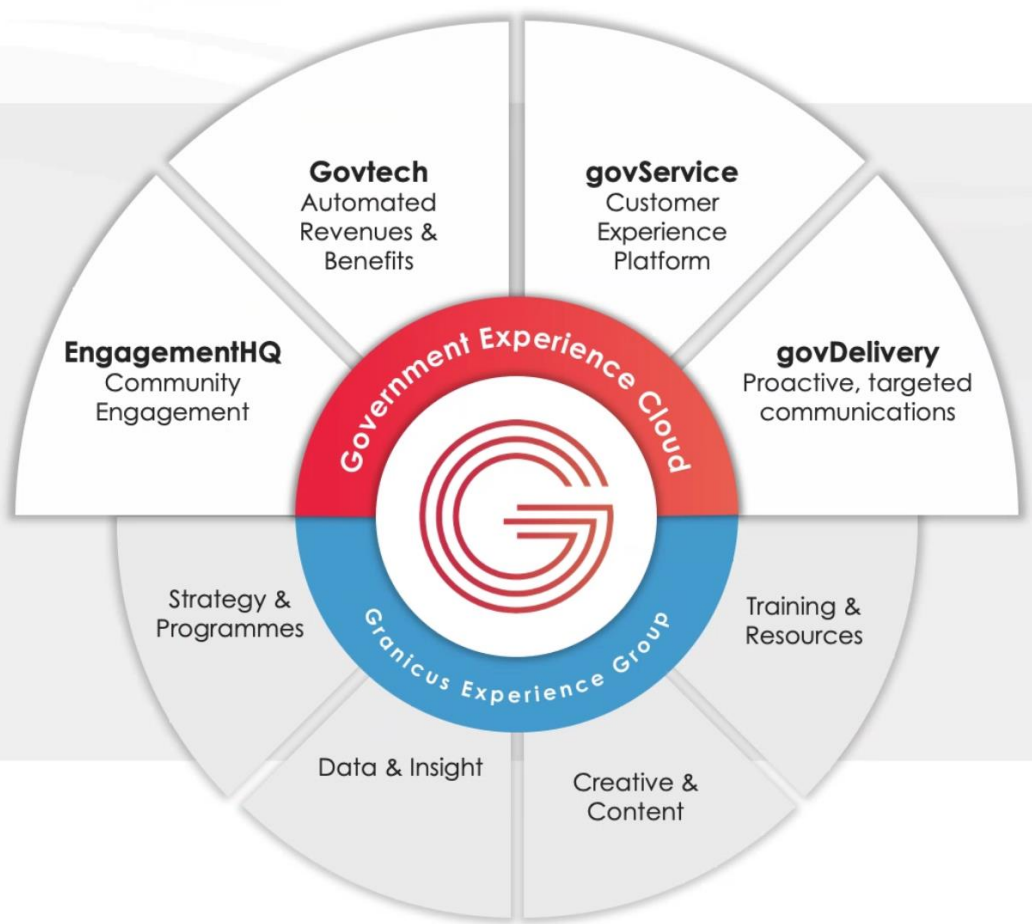 Govtech
Automated
Revenues &
Benefits
govService
Customer
Experience
Platform
EngagementHQ
Community
Engagement
govDelivery
Proactive, targeted
communications
Government Experience Cloud
G
Granicus Experience Group
Strategy &
Programmes
Training &
Resources
Data & Insight
Creative &
Content